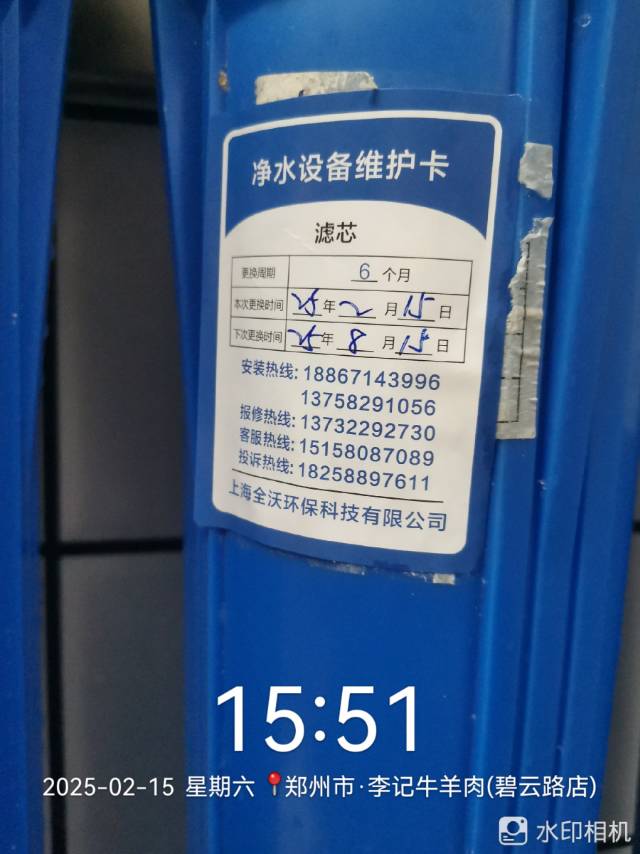 净水设备维护卡
滤芯
更换周期 6 个月
本次更换时间 25 年 2 月 15 日
下次更换时间 25 年 8 月 15 日
安装热线: 18867143996
13758291056
报修热线: 13732292730
客服热线: 15158087089
投诉热线: 18258897611
上海全沃环保科技有限公司
15:51
2025-02-15 星期六 📍郑州市·李记牛羊肉(碧云路店)
水印相机